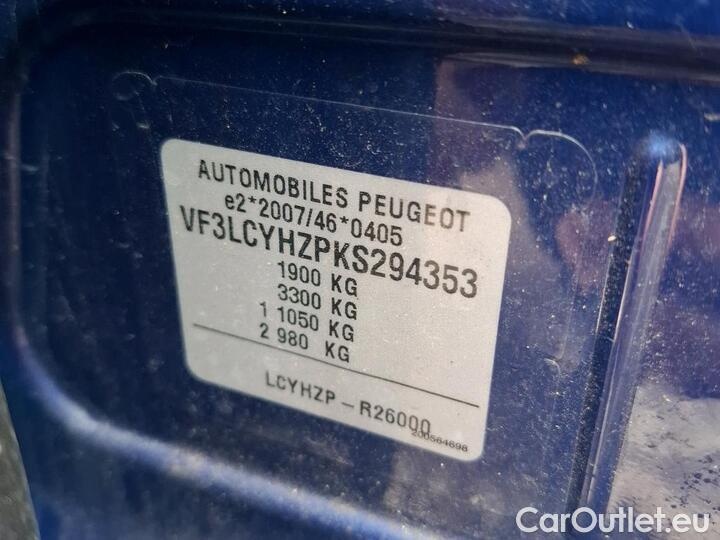 AUTOMOBILES PEUGEOT
e2*2007/46*0405
VF3LCYHZPKS294353
1900 KG
3300 KG
1 1050 KG
2 980 KG
LCYHZP - R26000
200564698
CarOutlet.eu